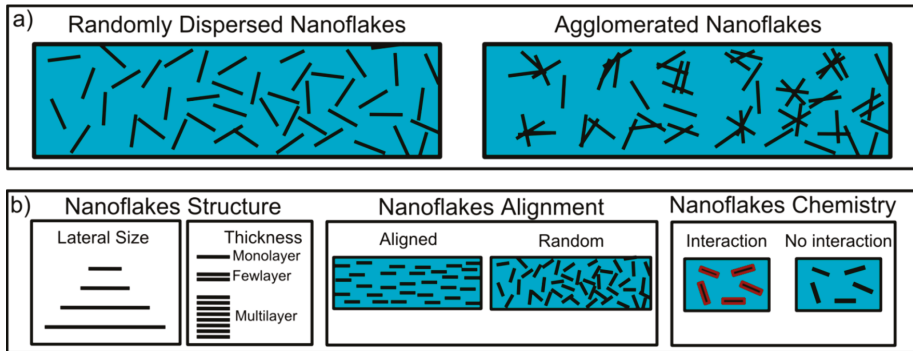 a)
Randomly Dispersed Nanoflakes
Agglomerated Nanoflakes
b)
Nanoflakes Structure
Lateral Size
Thickness
Monolayer
Fewlayer
Multilayer
Nanoflakes Alignment
Aligned
Random
Nanoflakes Chemistry
Interaction
No interaction